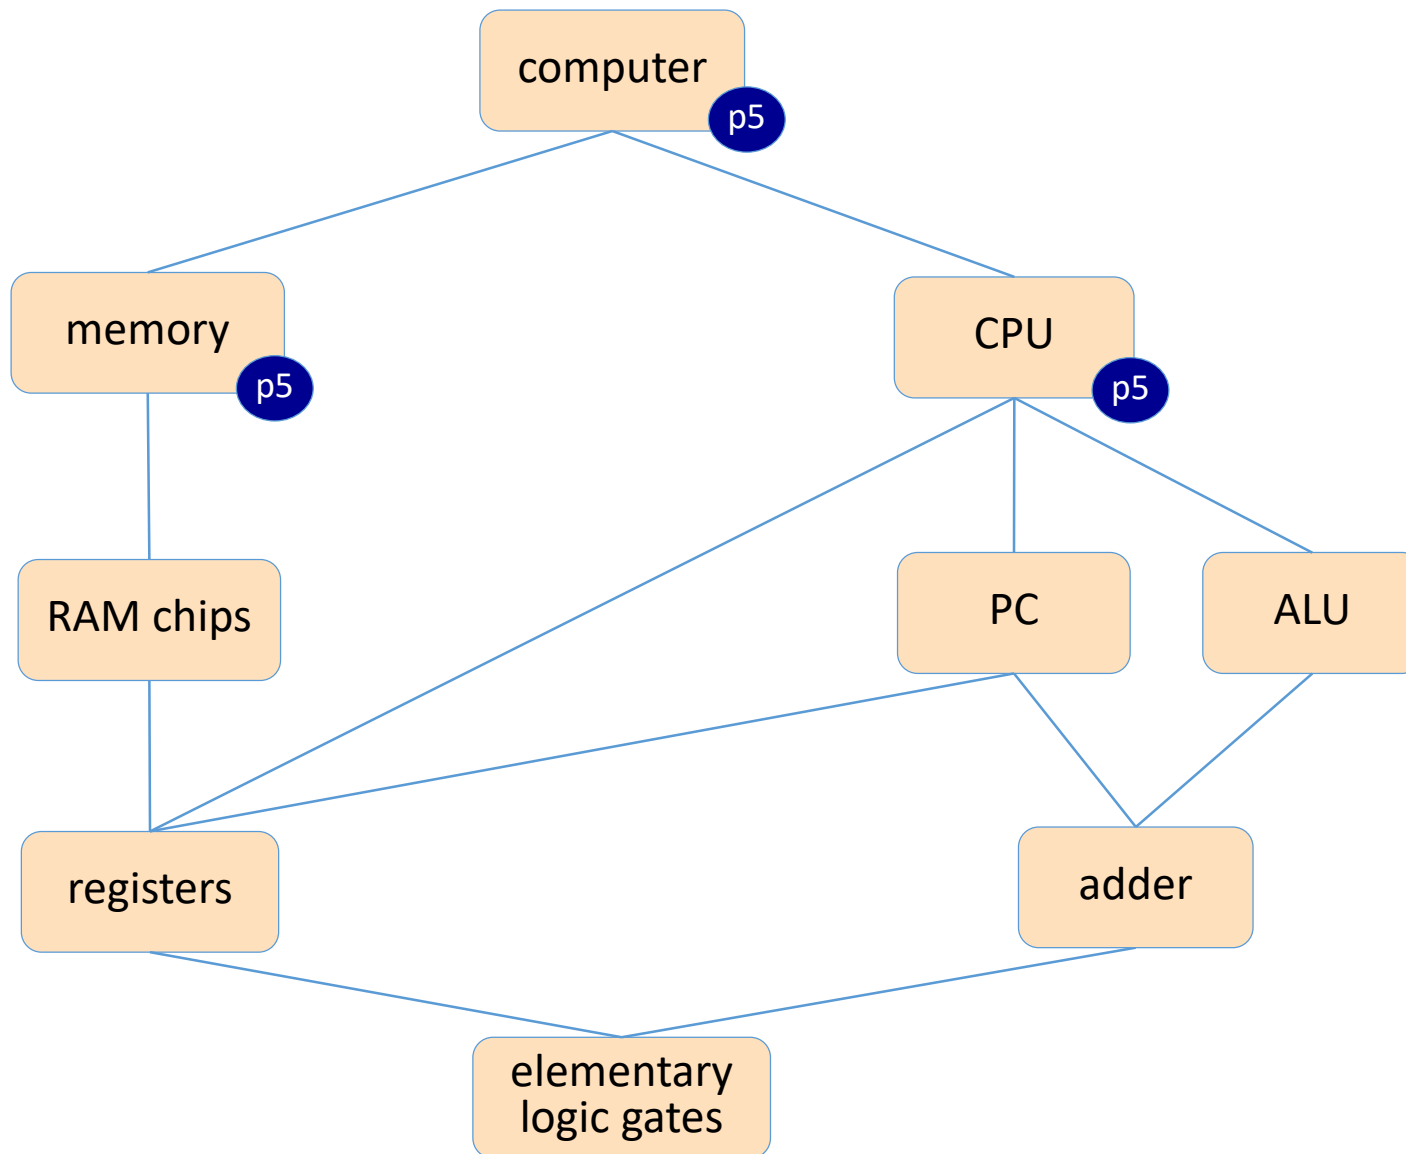 computer
p5
memory
p5
CPU
p5
RAM chips
PC
ALU
registers
adder
elementary
logic gates